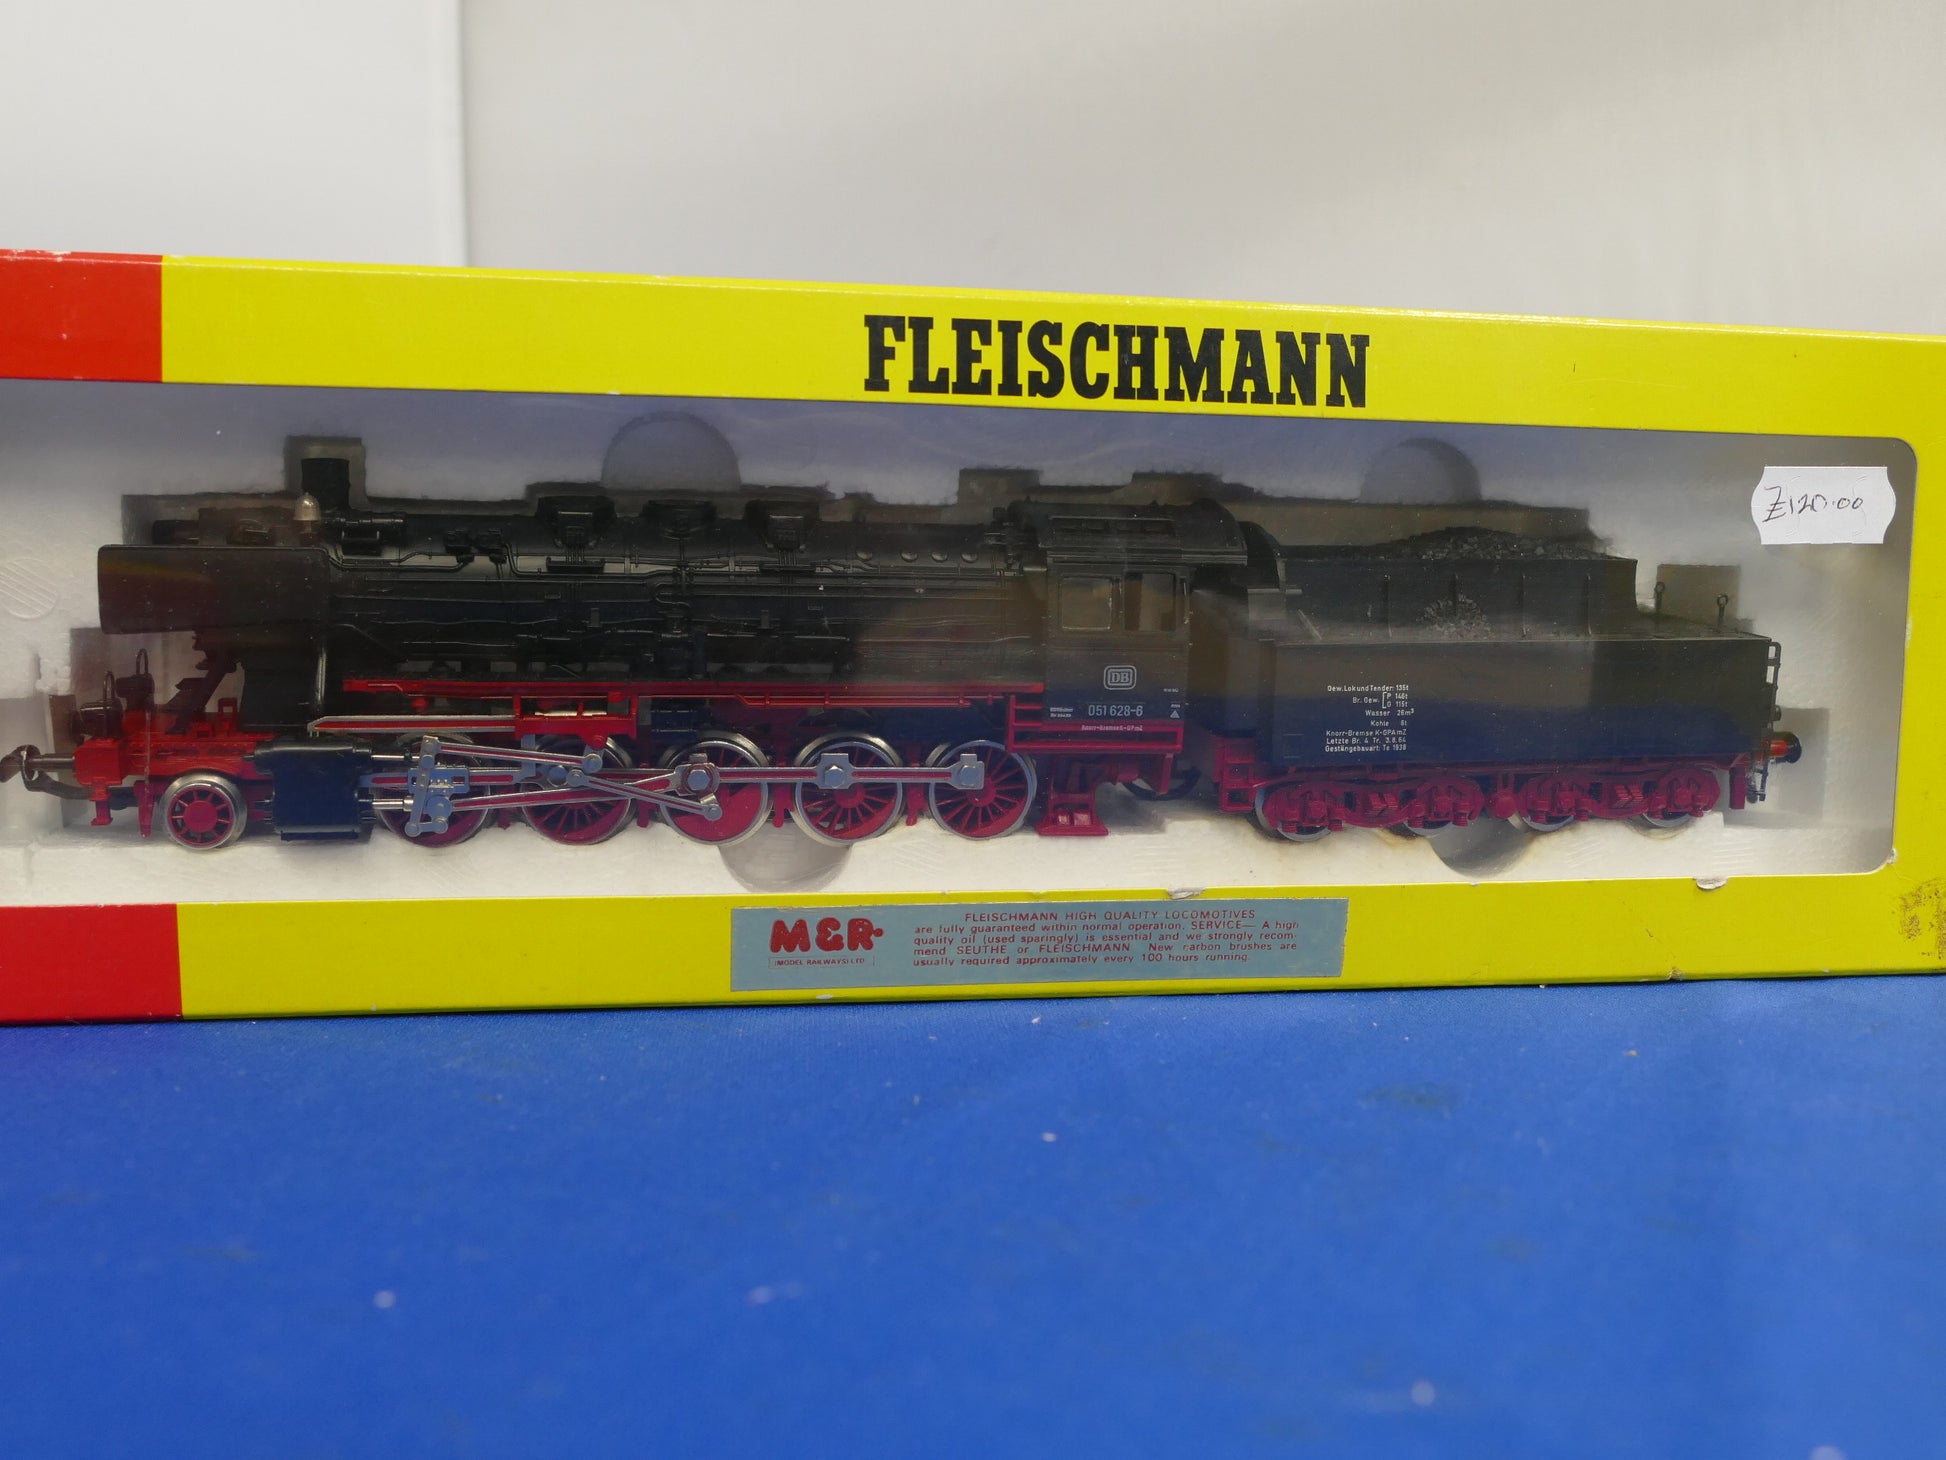 FLEISCHMANN
£120.00
DB
051 628-6
Knorr-Bremse K-GPmZ
Gew. Lok und Tender: 135t
Br. Gew. P 146t
G 115t
Wasser 26m³
Kohle 8t
Knorr-Bremse K-GPAmZ
Letzte Br. 4 Tr. 3.8.64
Gestängebauart: Te 1938
M&R
(MODEL RAILWAYS) LTD
FLEISCHMANN HIGH QUALITY LOCOMOTIVES
are fully guaranteed within normal operation. SERVICE— A high
quality oil (used sparingly) is essential and we strongly recom-
mend SEUTHE or FLEISCHMANN. New carbon brushes are
usually required approximately every 100 hours running.